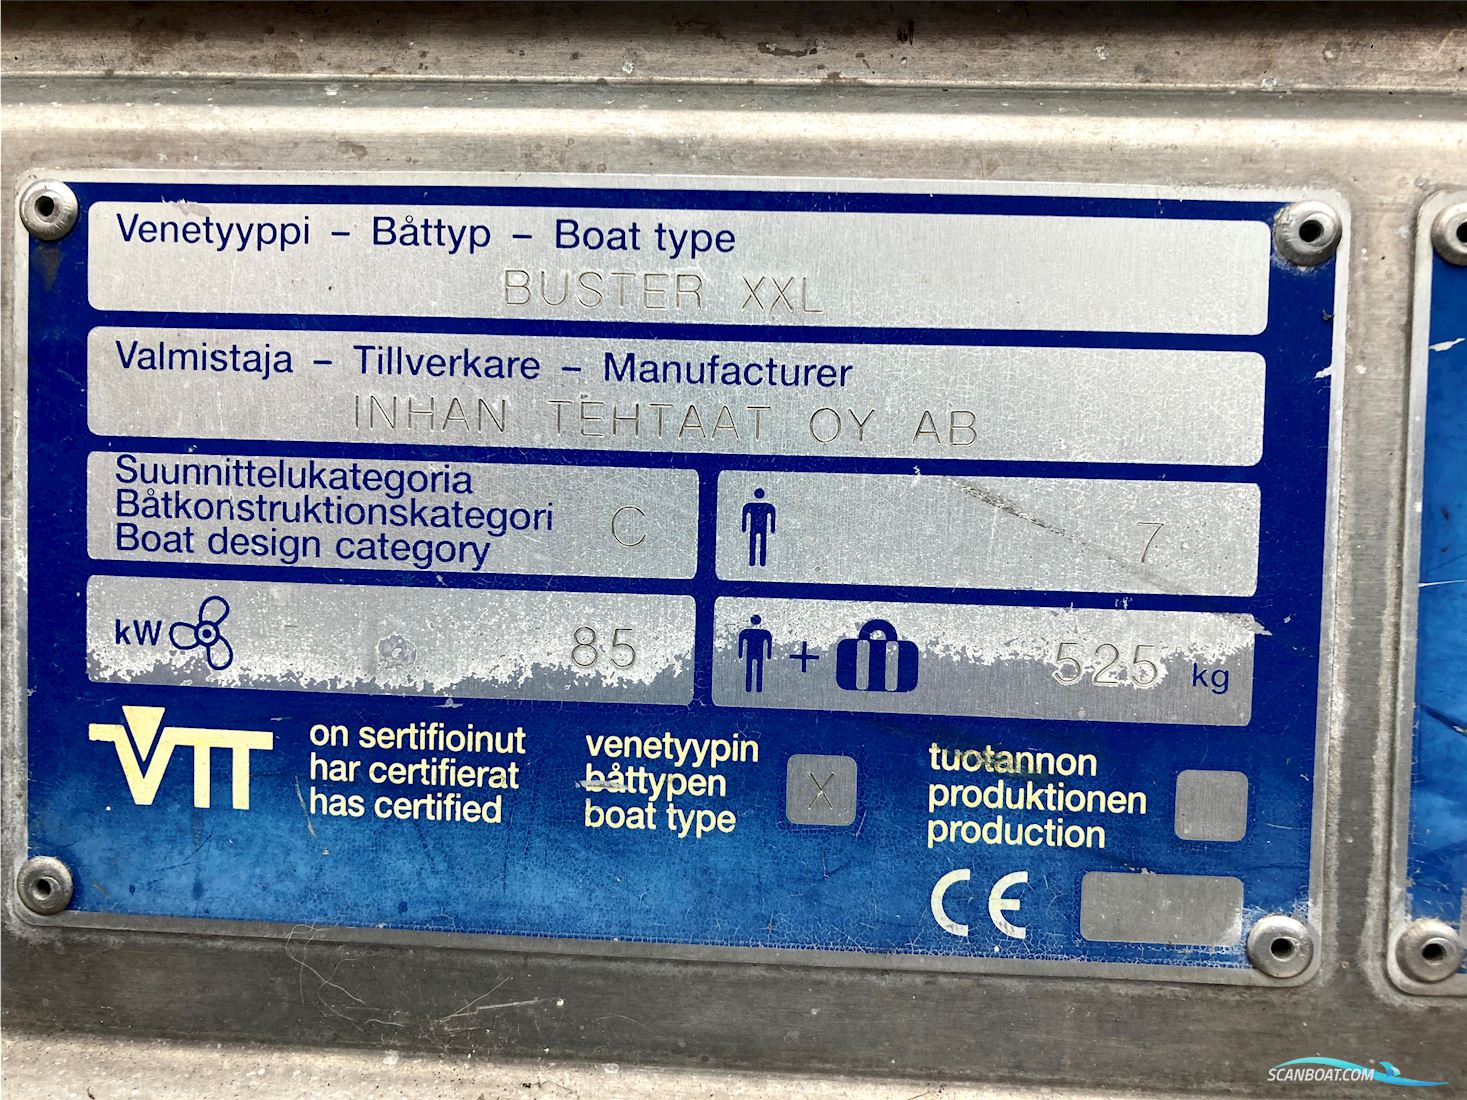 Venetyyppi – Båttyp – Boat type
BUSTER XXL
Valmistaja – Tillverkare – Manufacturer
INHAN TEHTAAT OY AB
Suunnittelukategoria
Båtkonstruktionskategori
Boat design category
C
7
kW
85
+
525 kg
VTT
on sertifioinut
har certifierat
has certified
venetyypin
båttypen
boat type
X
tuotannon
produktionen
production
CE
SCANBOAT.COM